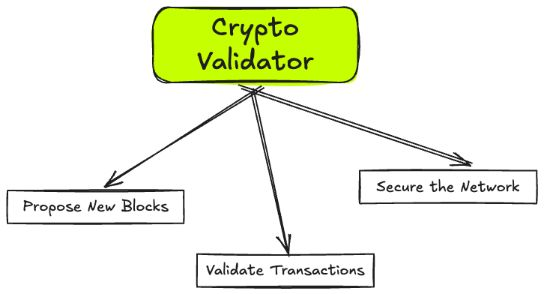 Crypto
Validator
Propose New Blocks
Secure the Network
Validate Transactions